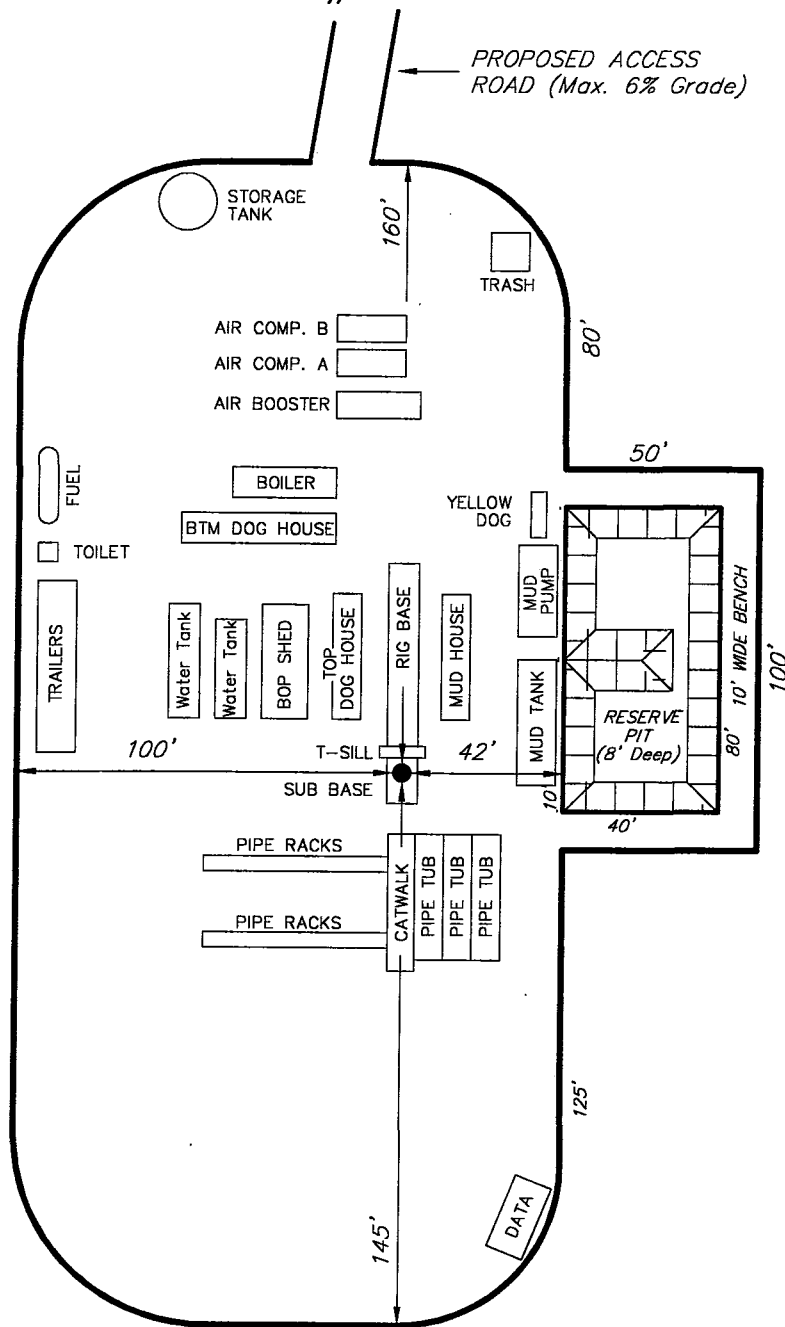 PROPOSED ACCESS
ROAD (Max. 6% Grade)
STORAGE
TANK
160'
TRASH
AIR COMP. B
AIR COMP. A
AIR BOOSTER
80'
50'
FUEL
BOILER
YELLOW
DOG
BTM DOG HOUSE
TOILET
TRAILERS
Water Tank
Water Tank
BOP SHED
TOP
DOG HOUSE
RIG BASE
MUD HOUSE
MUD
PUMP
MUD TANK
10' WIDE BENCH
100'
RESERVE
PIT
(8' Deep)
80'
100'
T-SILL
42'
SUB BASE
10'
40'
PIPE RACKS
CATWALK
PIPE TUB
PIPE TUB
PIPE TUB
PIPE RACKS
125'
DATA
145'